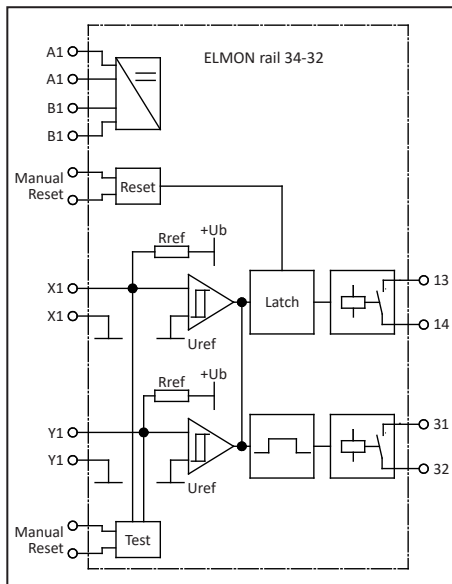 ELMON rail 34-32
A1
A1
B1
B1
Manual
Reset
Reset
Rref
+Ub
X1
X1
Uref
Latch
13
14
Rref
+Ub
Y1
Y1
Uref
31
32
Manual
Reset
Test